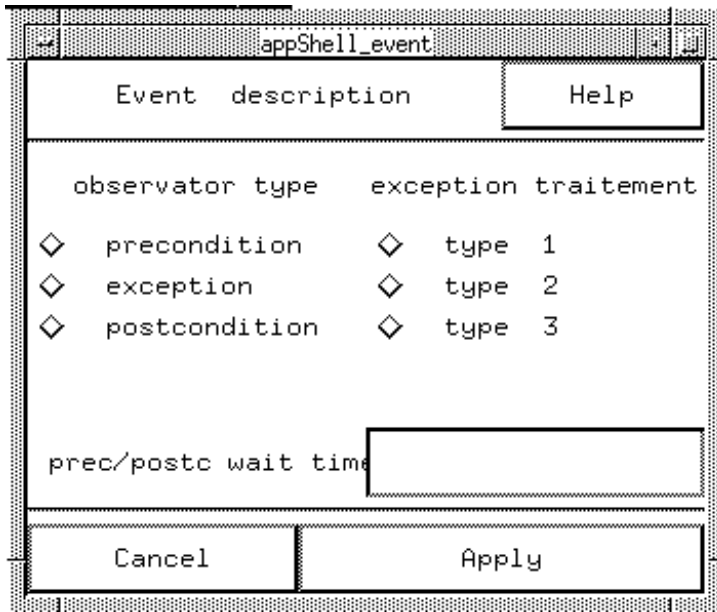 appShell_event
Event description Help
observator type exception traitement
precondition type 1
exception type 2
postcondition type 3
prec/postc wait time
Cancel Apply